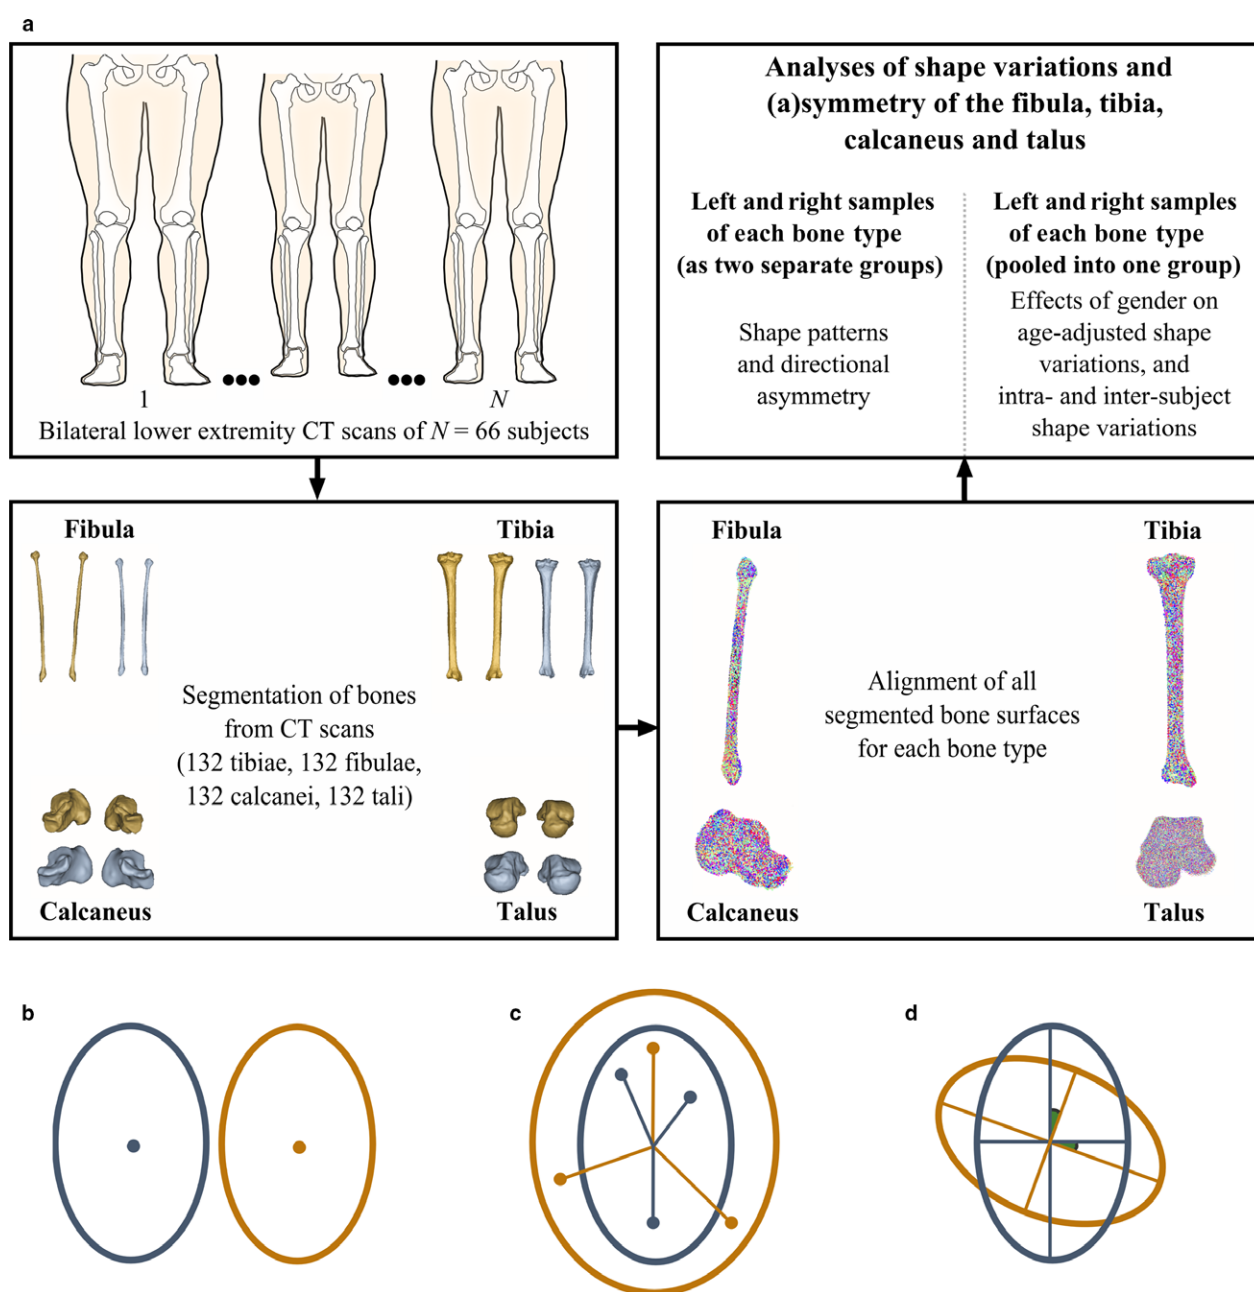 a
1
N
Bilateral lower extremity CT scans of N = 66 subjects
Analyses of shape variations and
(a)symmetry of the fibula, tibia,
calcaneus and talus
Left and right samples
of each bone type
(as two separate groups)
Shape patterns
and directional
asymmetry
Left and right samples
of each bone type
(pooled into one group)
Effects of gender on
age-adjusted shape
variations, and
intra- and inter-subject
shape variations
Fibula
Tibia
Segmentation of bones
from CT scans
(132 tibiae, 132 fibulae,
132 calcanei, 132 tali)
Calcaneus
Talus
Fibula
Tibia
Alignment of all
segmented bone surfaces
for each bone type
Calcaneus
Talus
b
c
d